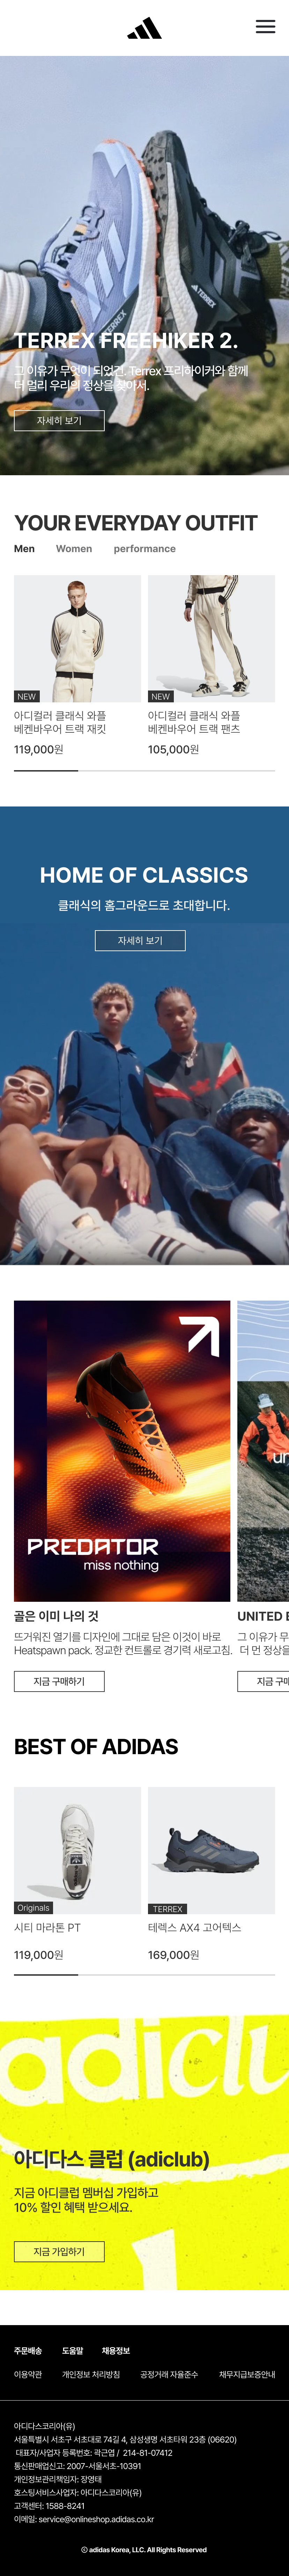 TERREX FREEHIKER 2.
그 이유가 무엇이 되었건. Terrex 프리하이커와 함께
더 멀리 우리의 정상을 찾아서.
자세히 보기
YOUR EVERYDAY OUTFIT
Men Women performance
NEW NEW
아디컬러 클래식 와플 아디컬러 클래식 와플
베켄바우어 트랙 재킷 베켄바우어 트랙 팬츠
119,000원 105,000원
HOME OF CLASSICS
클래식의 홈그라운드로 초대합니다.
자세히 보기
PREDATOR
miss nothing
골은 이미 나의 것 UNITED
뜨거워진 열기를 디자인에 그대로 담은 이것이 바로 그 이유가
Heatspawn pack. 정교한 컨트롤로 경기력 새로고침. 더 먼 정상을
지금 구매하기 지금
BEST OF ADIDAS
Originals TERREX
시티 마라톤 PT 테렉스 AX4 고어텍스
119,000원 169,000원
adiclu
아디다스 클럽 (adiclub)
지금 아디클럽 멤버십 가입하고
10% 할인 혜택 받으세요.
지금 가입하기
주문배송 도움말 채용정보
이용약관 개인정보 처리방침 공정거래 자율준수 채무지급보증안내
아디다스코리아(유)
서울특별시 서초구 서초대로 74길 4, 삼성생명 서초타워 23층 (06620)
대표자/사업자 등록번호: 곽근엽 / 214-81-07412
통신판매업신고: 2007-서울서초-10391
개인정보관리책임자: 장영태
호스팅서비스사업자: 아디다스코리아(유)
고객센터: 1588-8241
이메일: service@onlineshop.adidas.co.kr
ⓒ adidas Korea, LLC. All Rights Reserved